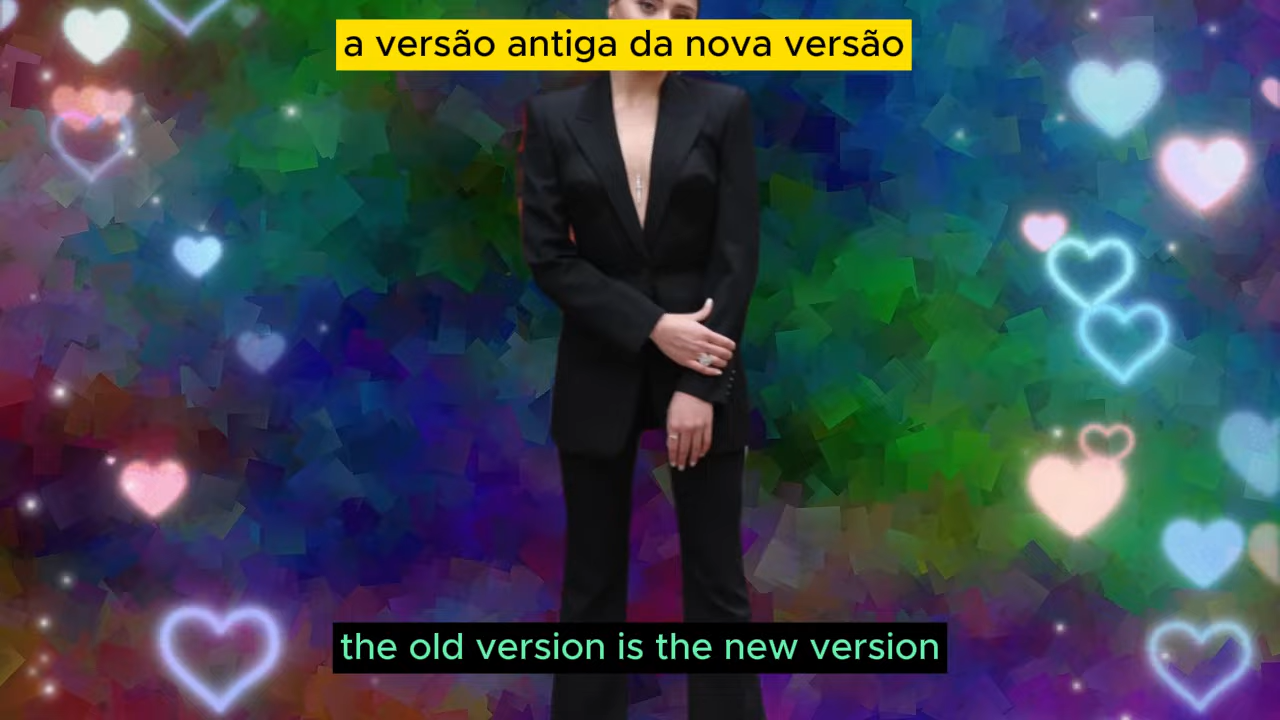 a versão antiga da nova versão
the old version is the new version